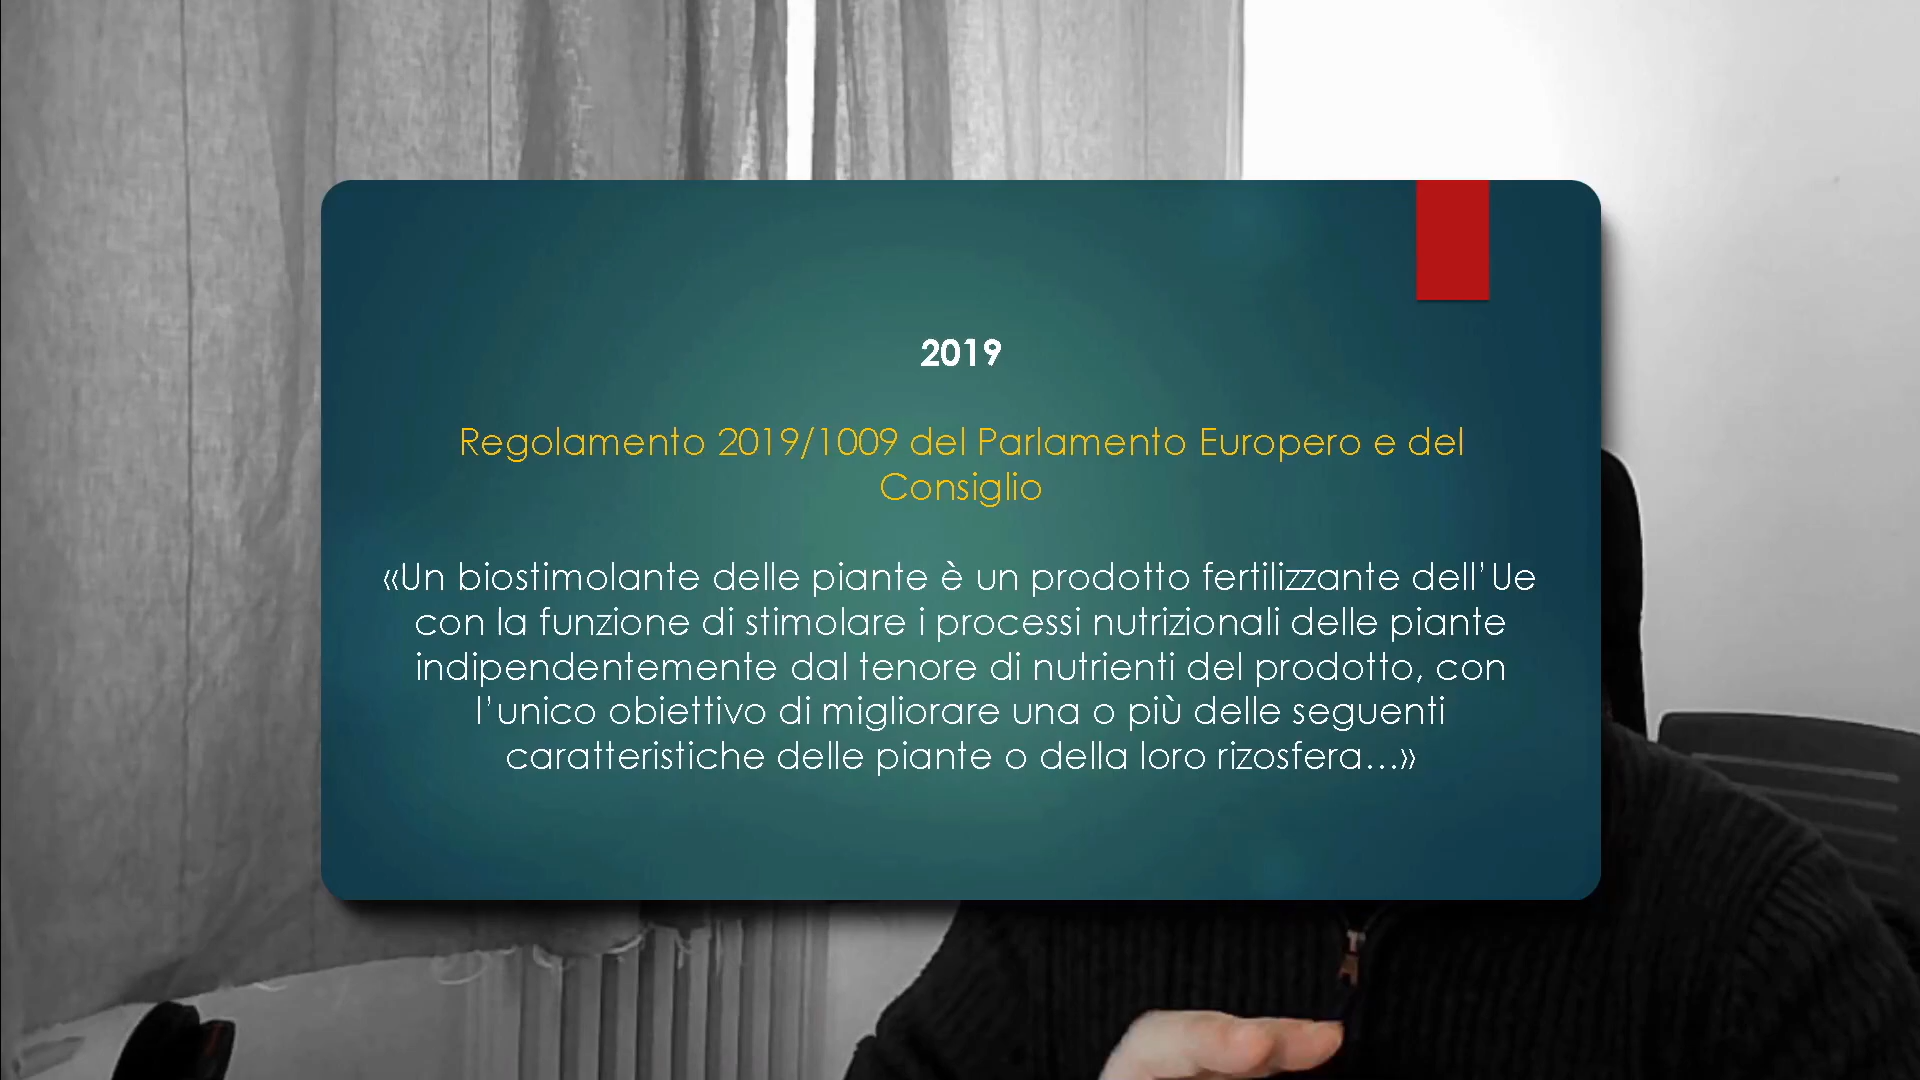 2019
Regolamento 2019/1009 del Parlamento Europero e del
Consiglio
«Un biostimolante delle piante è un prodotto fertilizzante dell'Ue
con la funzione di stimolare i processi nutrizionali delle piante
indipendentemente dal tenore di nutrienti del prodotto, con
l'unico obiettivo di migliorare una o più delle seguenti
caratteristiche delle piante o della loro rizosfera...»